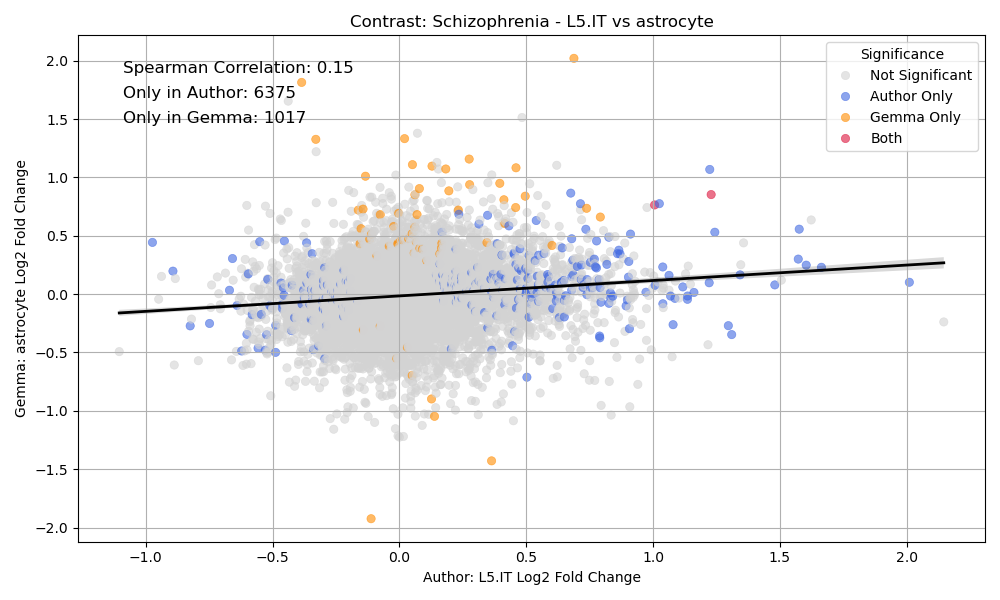 Contrast: Schizophrenia - L5.IT vs astrocyte
Spearman Correlation: 0.15
Only in Author: 6375
Only in Gemma: 1017
Significance
Not Significant
Author Only
Gemma Only
Both
Gemma: astrocyte Log2 Fold Change
2.0
1.5
1.0
0.5
0.0
−0.5
−1.0
−1.5
−2.0
−1.0 −0.5 0.0 0.5 1.0 1.5 2.0
Author: L5.IT Log2 Fold Change